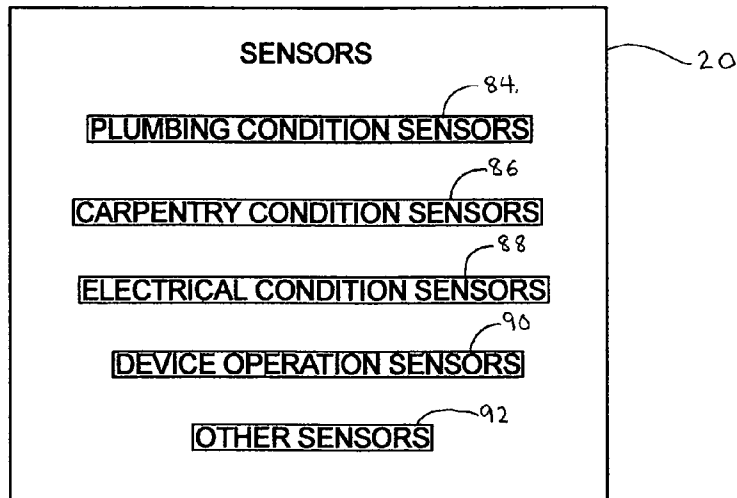 SENSORS
20
84
PLUMBING CONDITION SENSORS
86
CARPENTRY CONDITION SENSORS
88
ELECTRICAL CONDITION SENSORS
90
DEVICE OPERATION SENSORS
92
OTHER SENSORS